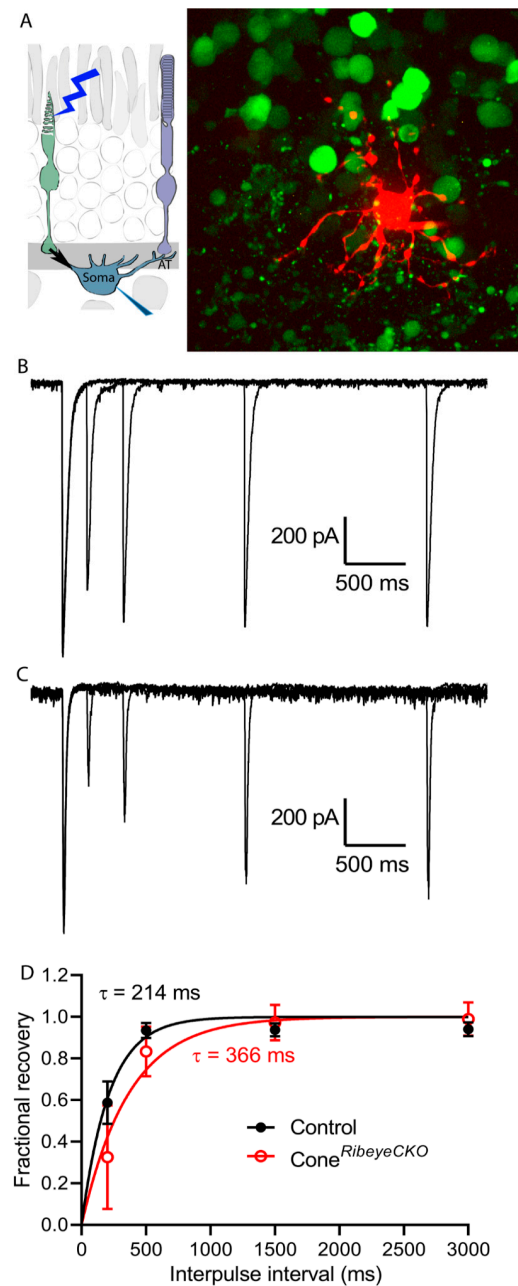 A
Soma
AT
B
200 pA
500 ms
C
200 pA
500 ms
D
1.2
1.0
0.8
0.6
0.4
0.2
0.0
Fractional recovery
τ = 214 ms
τ = 366 ms
Control
Cone RibeyeCKO
0 500 1000 1500 2000 2500 3000
Interpulse interval (ms)